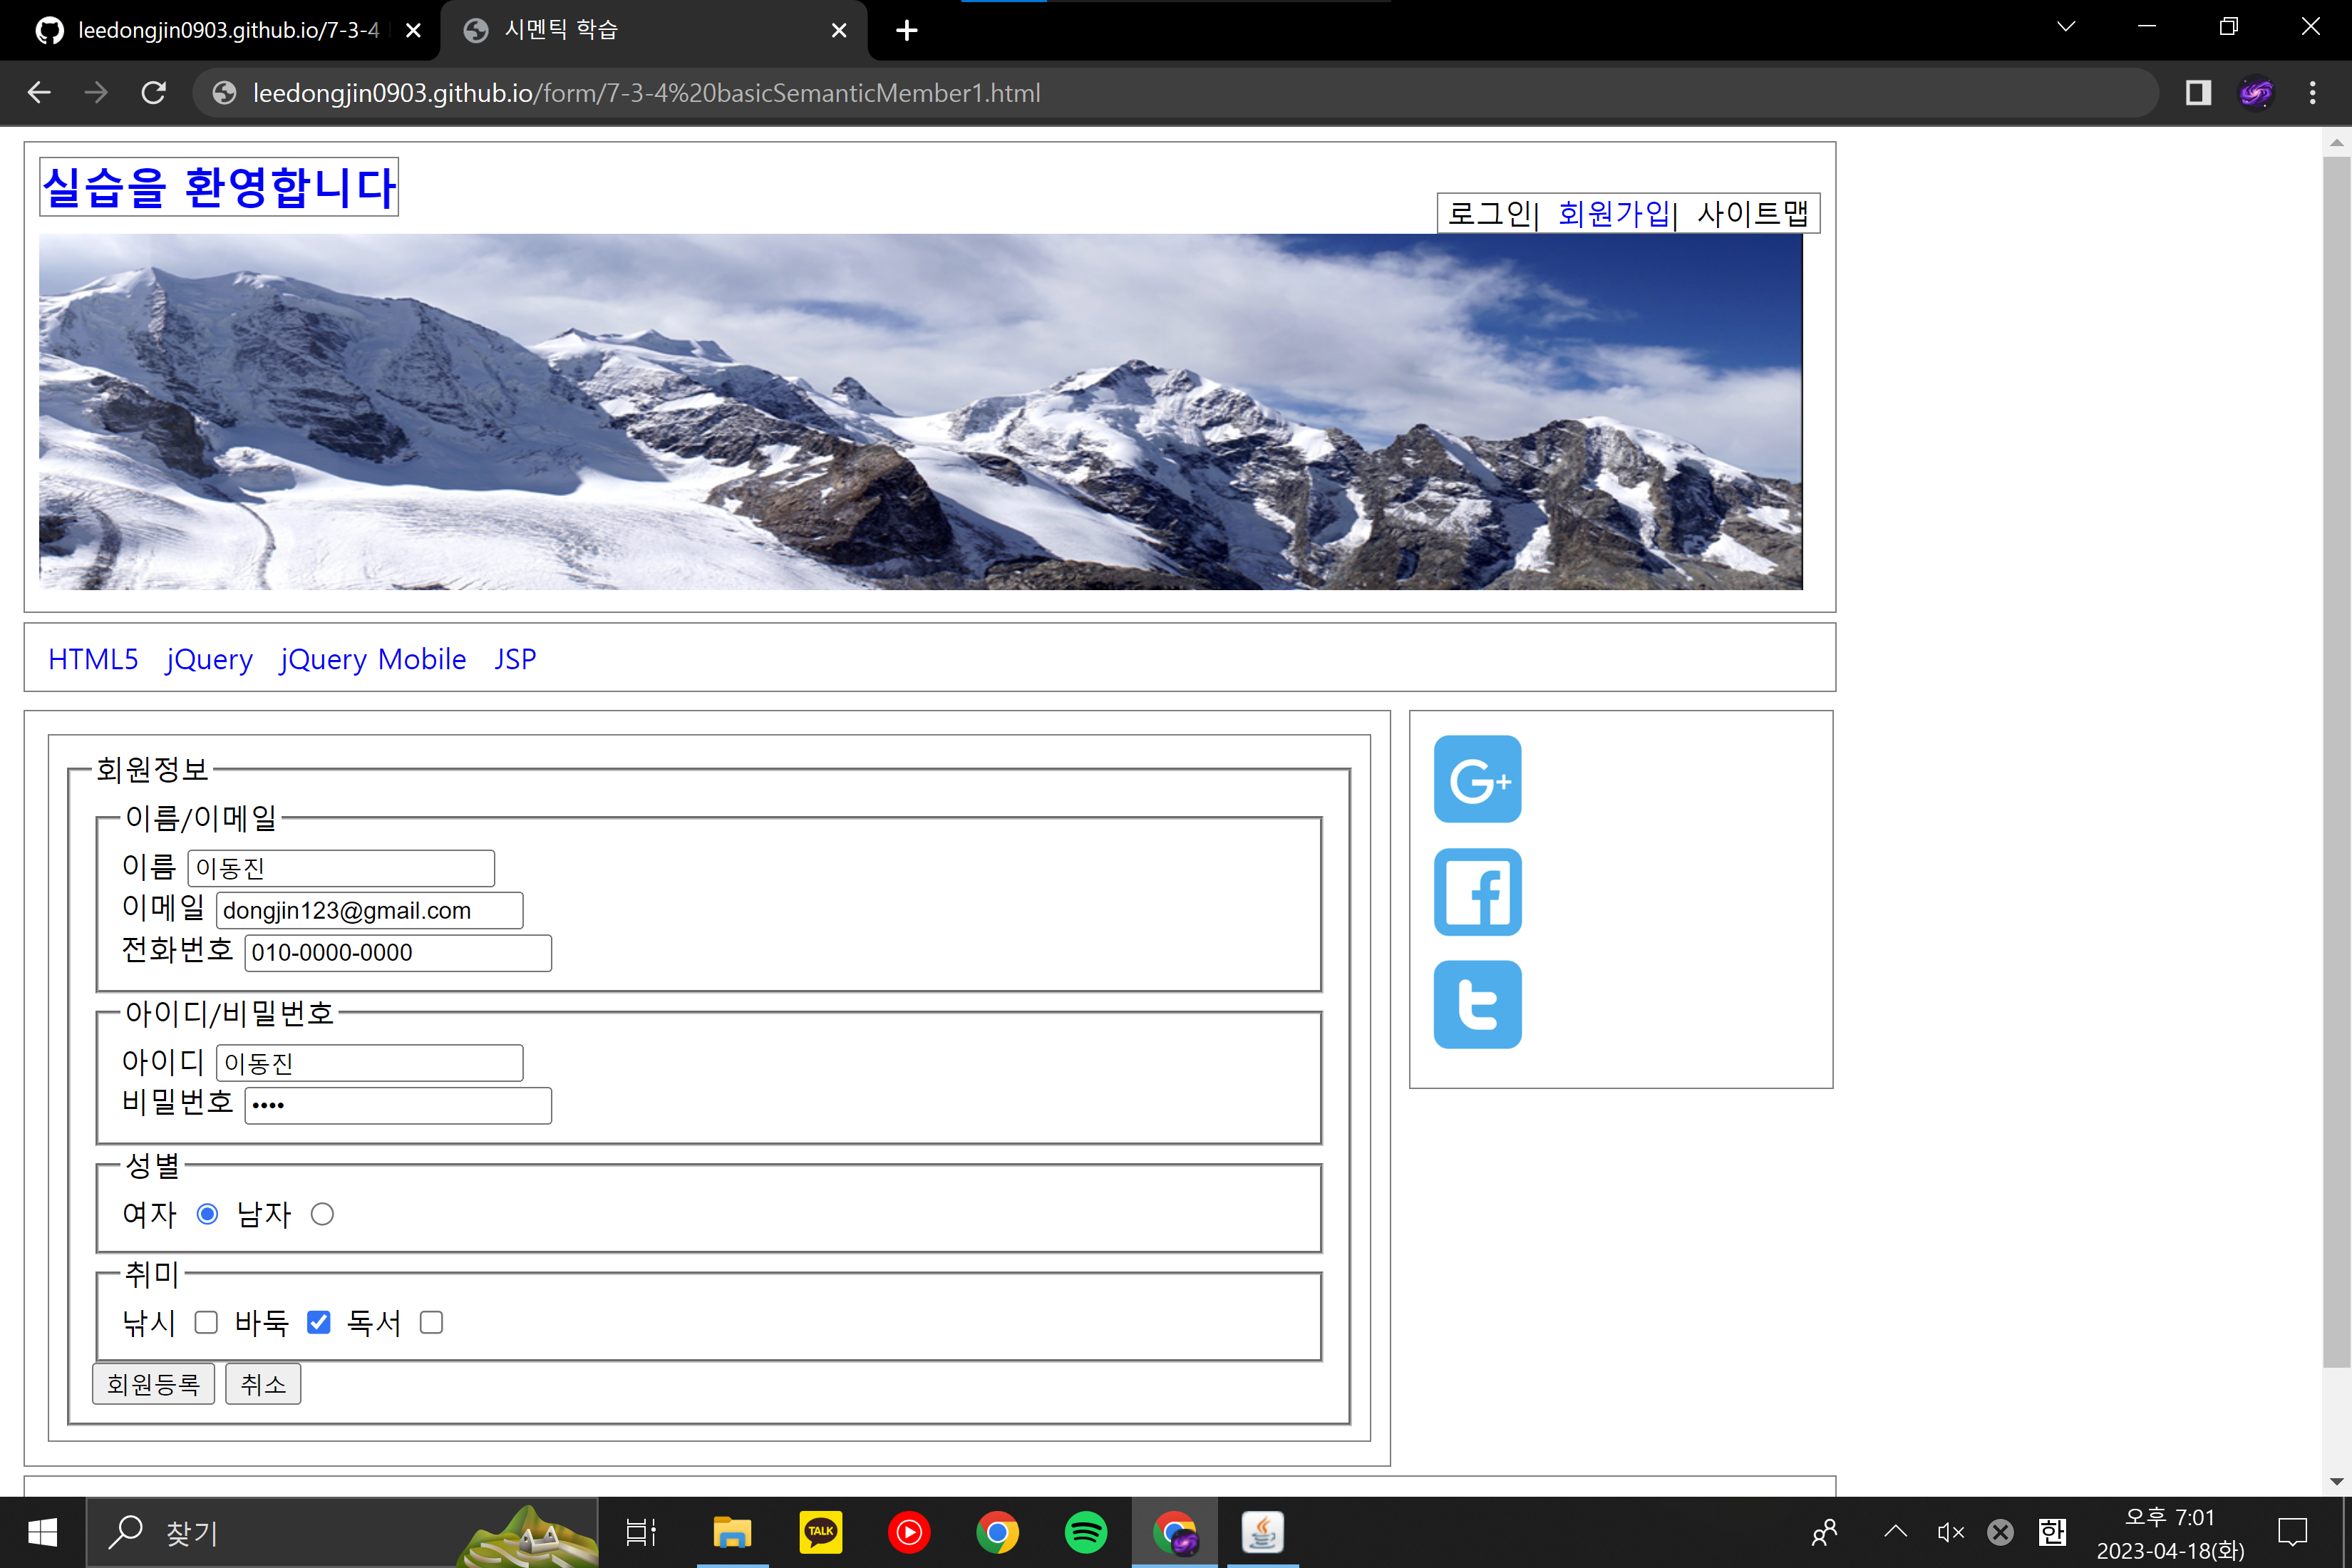 leedongjin0903.github.io/7-3-4
시멘틱 학습
leedongjin0903.github.io/form/7-3-4%20basicSemanticMember1.html
실습을 환영합니다
로그인| 회원가입| 사이트맵
HTML5 jQuery jQuery Mobile JSP
회원정보
이름/이메일
이름 이동진
이메일 dongjin123@gmail.com
전화번호 010-0000-0000
아이디/비밀번호
아이디 이동진
비밀번호 ••••
성별
여자 남자
취미
낚시 바둑 독서
회원등록 취소
G+
f
t
찾기
TALK
한
오후 7:01
2023-04-18(화)